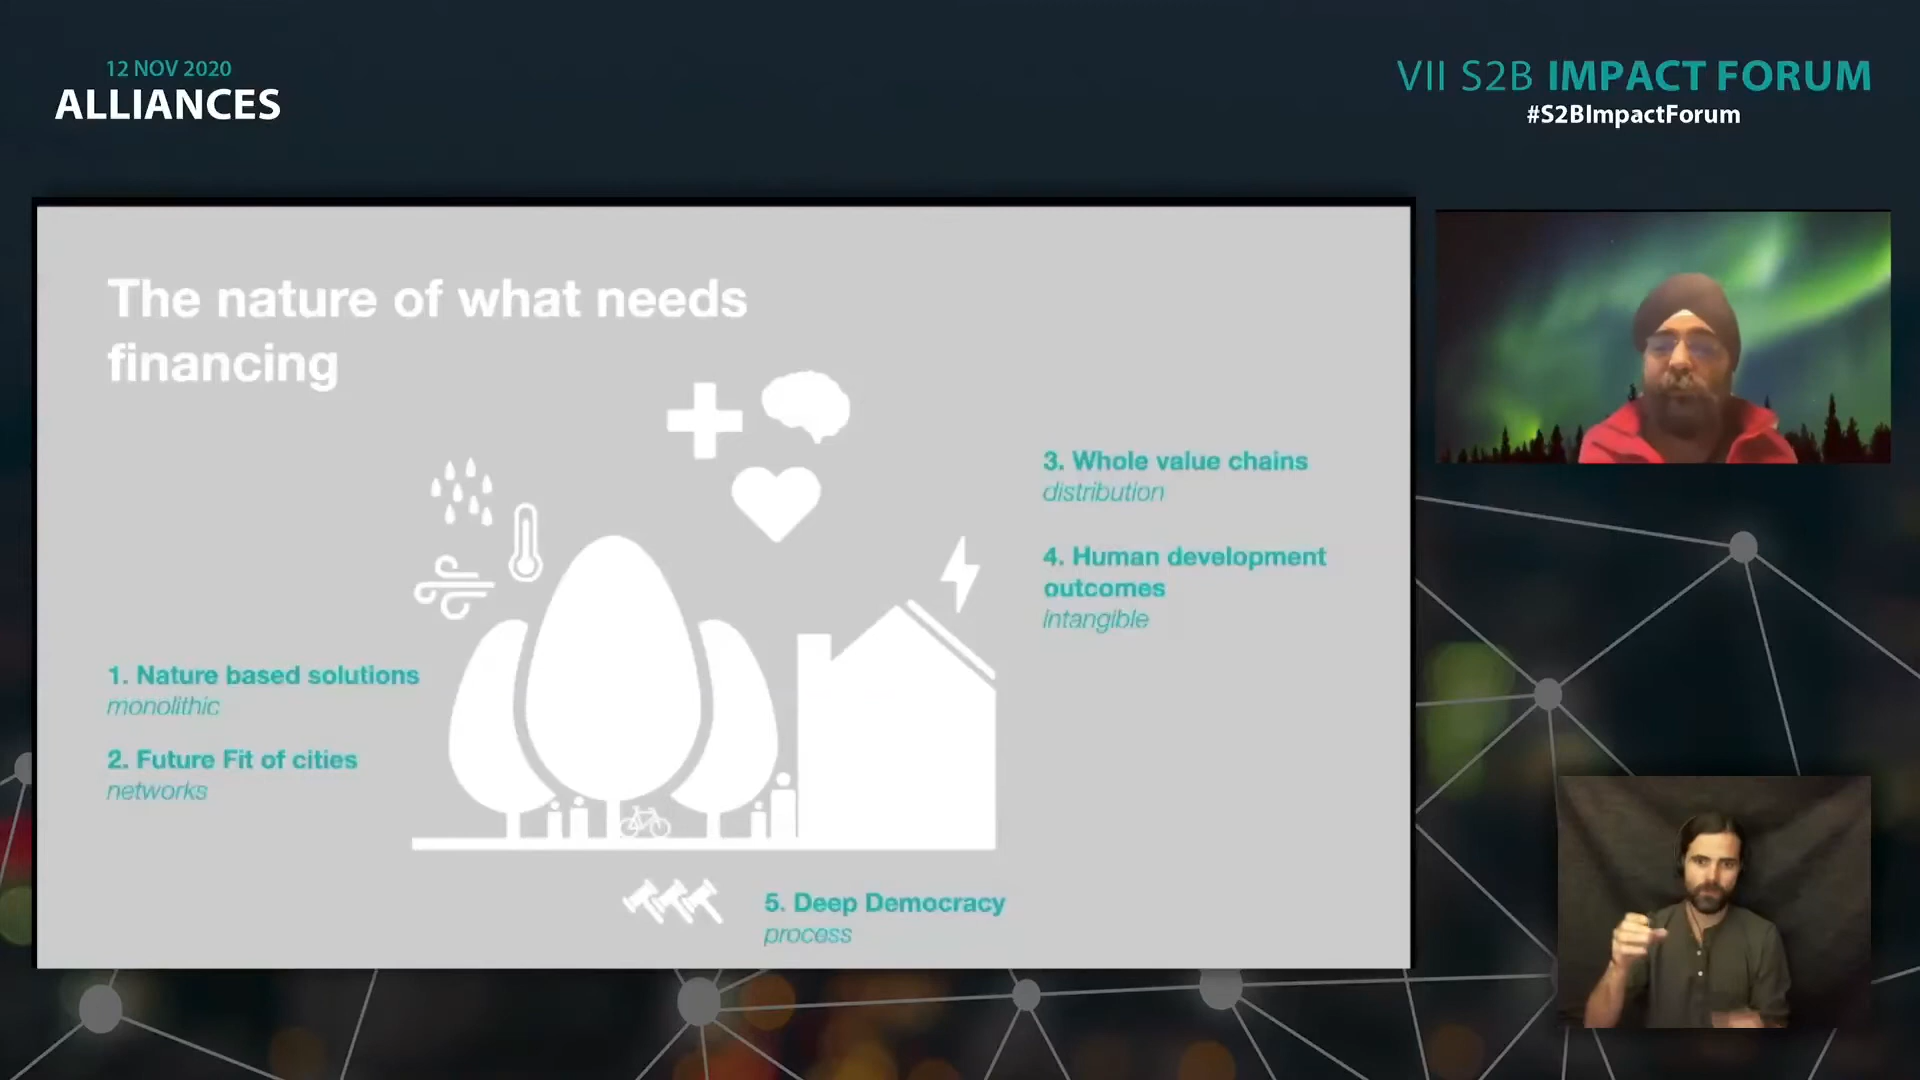 12 NOV 2020
ALLIANCES
VII S2B IMPACT FORUM
#S2BImpactForum
The nature of what needs
financing
3. Whole value chains
distribution
4. Human development
outcomes
intangible
1. Nature based solutions
monolithic
2. Future Fit of cities
networks
5. Deep Democracy
process